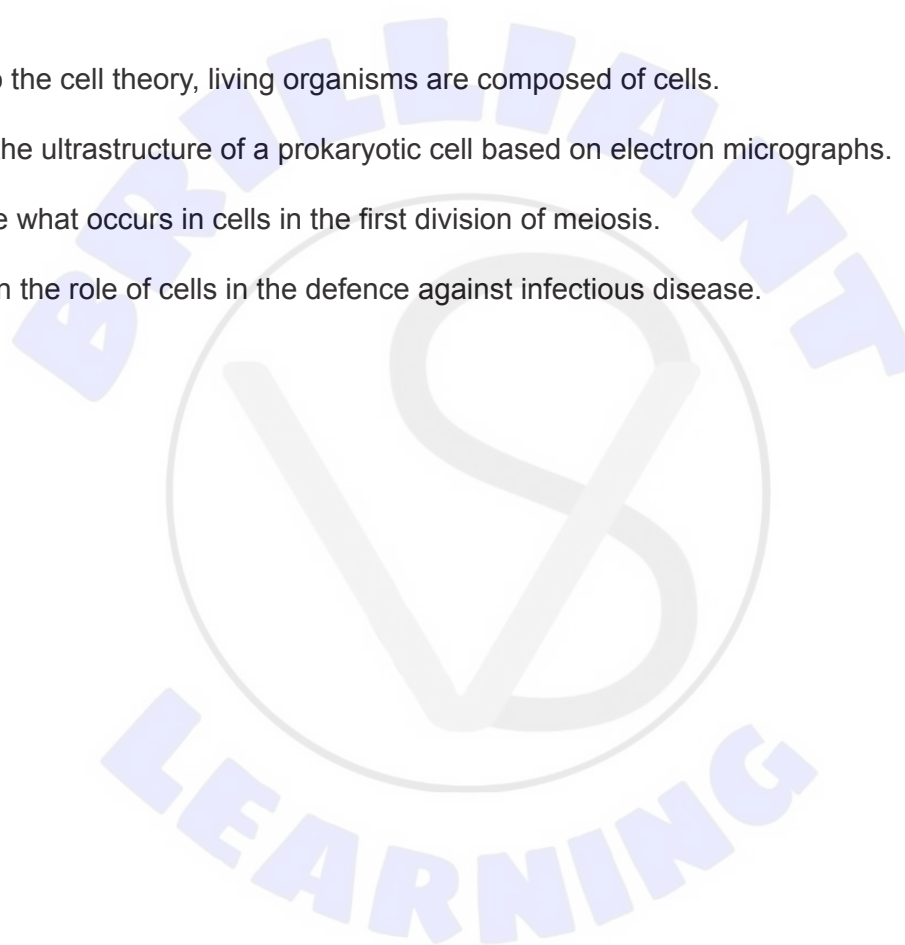 the cell theory, living organisms are composed of cells.
he ultrastructure of a prokaryotic cell based on electron micrographs.
e what occurs in cells in the first division of meiosis.
n the role of cells in the defence against infectious disease.
BRILLIANT
VS
LEARNING